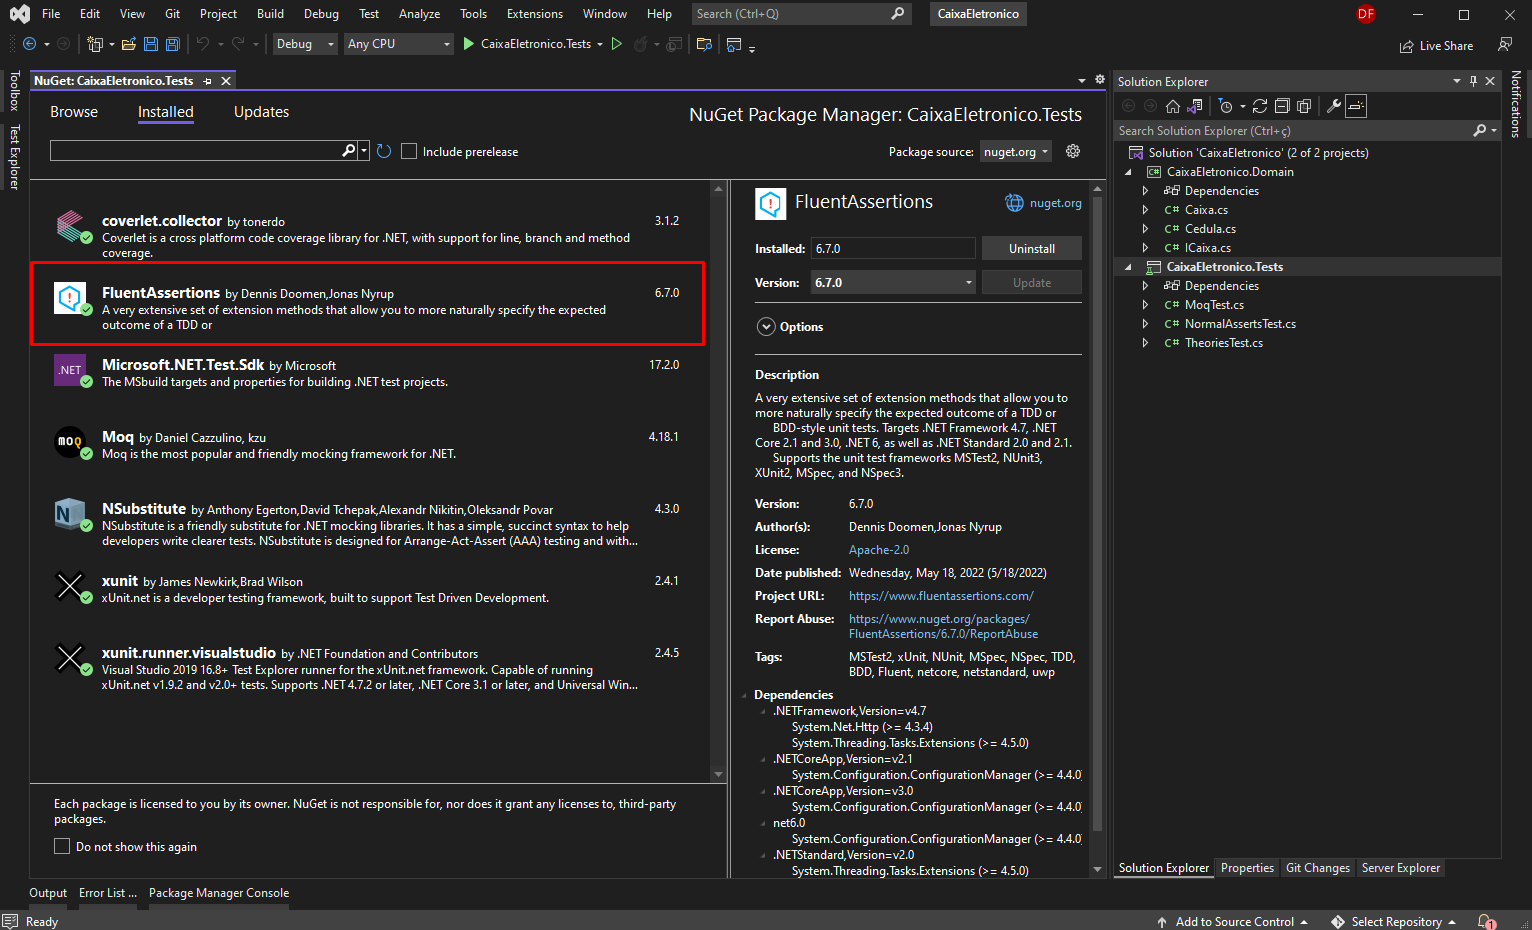 File Edit View Git Project Build Debug Test Analyze Tools Extensions Window Help Search (Ctrl+Q) CaixaEletronico DF
Debug Any CPU CaixaEletronico.Tests Live Share
Toolbox
Test Explorer
NuGet: CaixaEletronico.Tests
Browse Installed Updates
NuGet Package Manager: CaixaEletronico.Tests
Include prerelease
Package source: nuget.org
coverlet.collector by tonerdo 3.1.2
Coverlet is a cross platform code coverage library for .NET, with support for line, branch and method
coverage.
FluentAssertions by Dennis Doomen,Jonas Nyrup 6.7.0
A very extensive set of extension methods that allow you to more naturally specify the expected
outcome of a TDD or
.NET
Microsoft.NET.Test.Sdk by Microsoft 17.2.0
The MSbuild targets and properties for building .NET test projects.
moq
Moq by Daniel Cazzulino, kzu 4.18.1
Moq is the most popular and friendly mocking framework for .NET.
N
NSubstitute by Anthony Egerton,David Tchepak,Alexandr Nikitin,Oleksandr Povar 4.3.0
NSubstitute is a friendly substitute for .NET mocking libraries. It has a simple, succinct syntax to help
developers write clearer tests. NSubstitute is designed for Arrange-Act-Assert (AAA) testing and with...
xunit by James Newkirk,Brad Wilson 2.4.1
xUnit.net is a developer testing framework, built to support Test Driven Development.
xunit.runner.visualstudio by .NET Foundation and Contributors 2.4.5
Visual Studio 2019 16.8+ Test Explorer runner for the xUnit.net framework. Capable of running
xUnit.net v1.9.2 and v2.0+ tests. Supports .NET 4.7.2 or later, .NET Core 3.1 or later, and Universal Win...
Each package is licensed to you by its owner. NuGet is not responsible for, nor does it grant any licenses to, third-party
packages.
Do not show this again
FluentAssertions nuget.org
Installed: 6.7.0 Uninstall
Version: 6.7.0 Update
Options
Description
A very extensive set of extension methods that allow you to
more naturally specify the expected outcome of a TDD or
BDD-style unit tests. Targets .NET Framework 4.7, .NET
Core 2.1 and 3.0, .NET 6, as well as .NET Standard 2.0 and 2.1.
Supports the unit test frameworks MSTest2, NUnit3,
XUnit2, MSpec, and NSpec3.
Version: 6.7.0
Author(s): Dennis Doomen,Jonas Nyrup
License: Apache-2.0
Date published: Wednesday, May 18, 2022 (5/18/2022)
Project URL: https://www.fluentassertions.com/
Report Abuse: https://www.nuget.org/packages/
FluentAssertions/6.7.0/ReportAbuse
Tags: MSTest2, xUnit, NUnit, MSpec, NSpec, TDD,
BDD, Fluent, netcore, netstandard, uwp
Dependencies
.NETFramework,Version=v4.7
System.Net.Http (>= 4.3.4)
System.Threading.Tasks.Extensions (>= 4.5.0)
.NETCoreApp,Version=v2.1
System.Configuration.ConfigurationManager (>= 4.4.0)
.NETCoreApp,Version=v3.0
System.Configuration.ConfigurationManager (>= 4.4.0)
net6.0
System.Configuration.ConfigurationManager (>= 4.4.0)
.NETStandard,Version=v2.0
System.Threading.Tasks.Extensions (>= 4.5.0)
Solution Explorer
Search Solution Explorer (Ctrl+ç)
Solution 'CaixaEletronico' (2 of 2 projects)
C# CaixaEletronico.Domain
Dependencies
C# Caixa.cs
C# Cedula.cs
C# ICaixa.cs
CaixaEletronico.Tests
Dependencies
C# MoqTest.cs
C# NormalAssertsTest.cs
C# TheoriesTest.cs
Notifications
Solution Explorer Properties Git Changes Server Explorer
Output Error List ... Package Manager Console
Ready Add to Source Control Select Repository 1